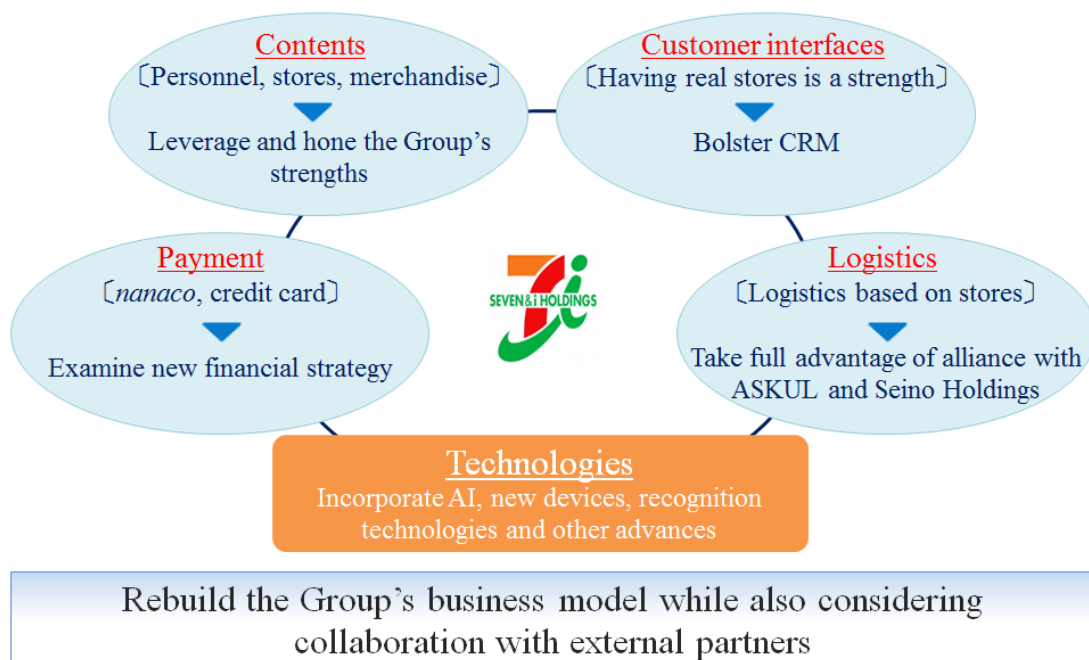 Contents
〔Personnel, stores, merchandise〕
Leverage and hone the Group’s
strengths
Customer interfaces
〔Having real stores is a strength〕
Bolster CRM
Payment
〔nanaco, credit card〕
Examine new financial strategy
SEVEN & i HOLDINGS
Logistics
〔Logistics based on stores〕
Take full advantage of alliance with
ASKUL and Seino Holdings
Technologies
Incorporate AI, new devices, recognition
technologies and other advances
Rebuild the Group’s business model while also considering
collaboration with external partners